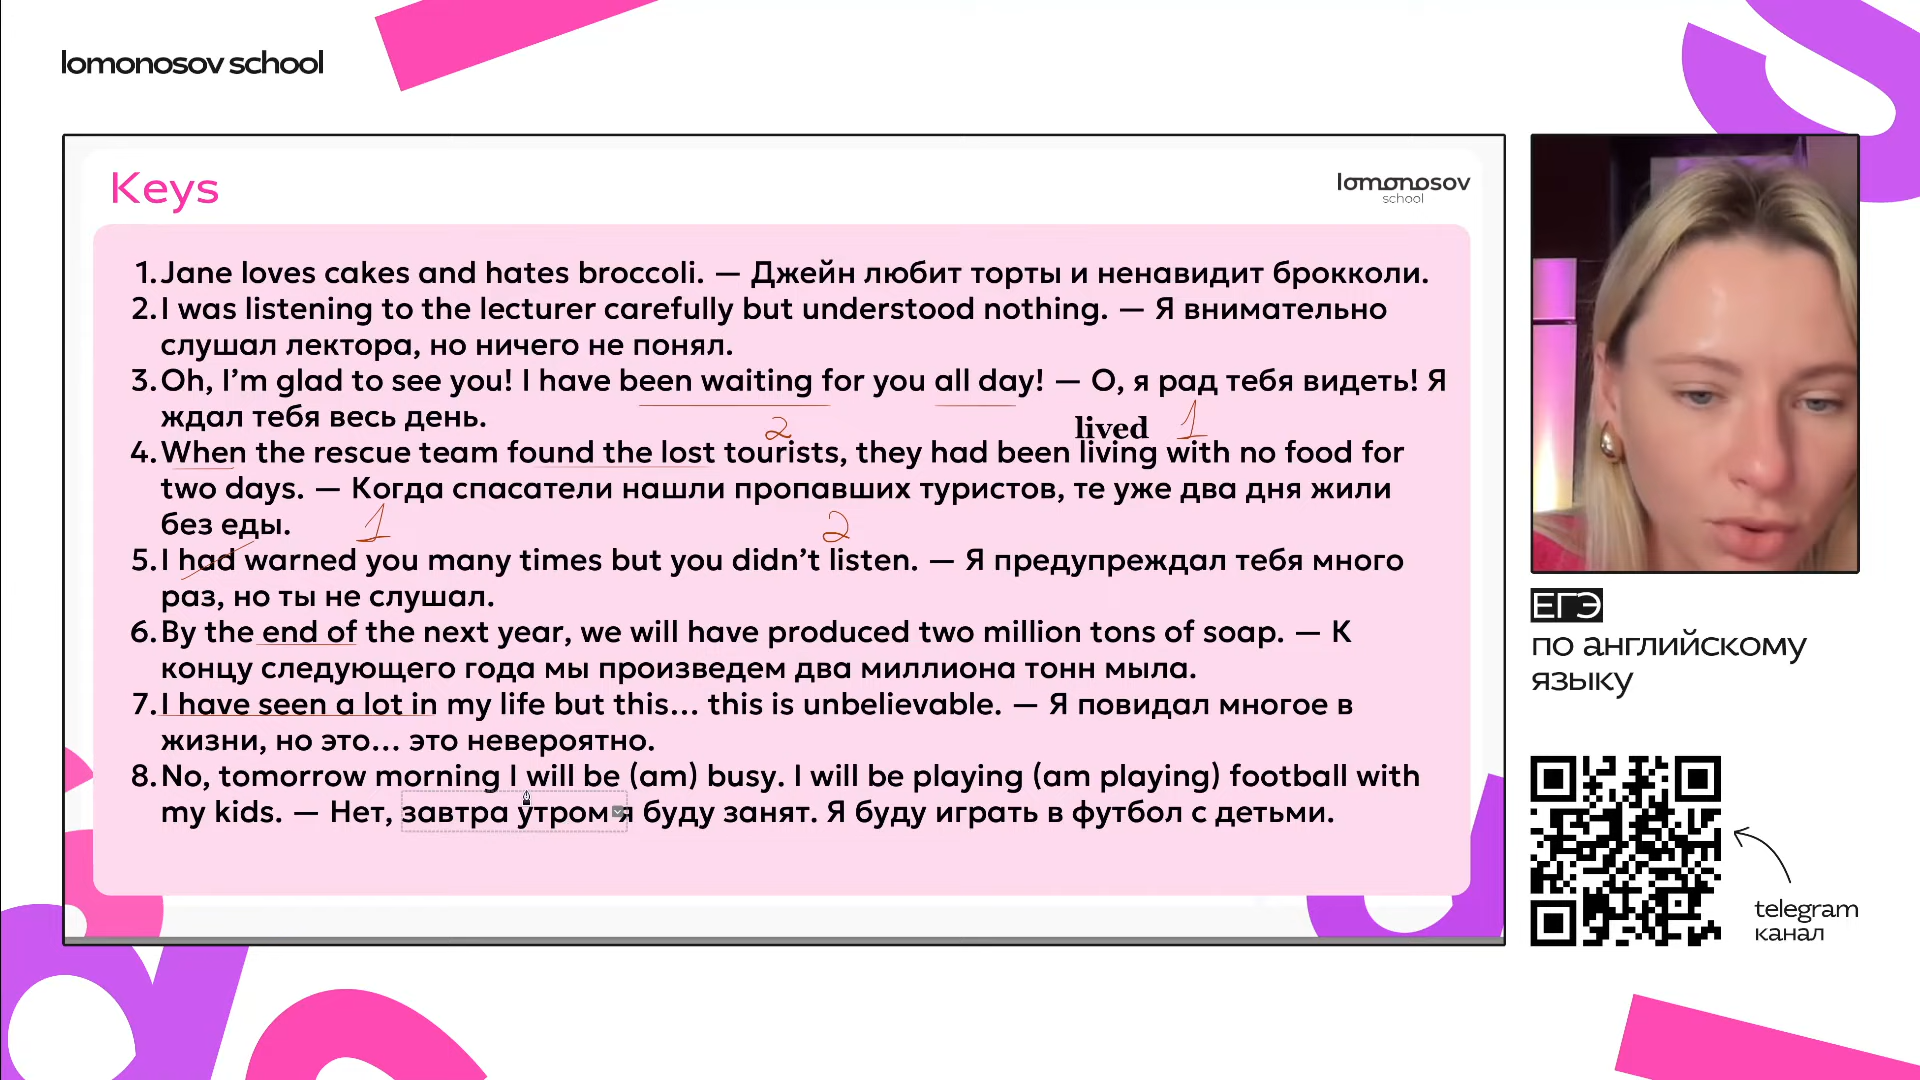 lomonosov school
Keys
lomonosov
school
1. Jane loves cakes and hates broccoli. — Джейн любит торты и ненавидит брокколи.
2. I was listening to the lecturer carefully but understood nothing. — Я внимательно
слушал лектора, но ничего не понял.
3. Oh, I’m glad to see you! I have been waiting for you all day! — О, я рад тебя видеть! Я
ждал тебя весь день.
2 lived 1
4. When the rescue team found the lost tourists, they had been living with no food for
two days. — Когда спасатели нашли пропавших туристов, те уже два дня жили
без еды.
1 2
5. I had warned you many times but you didn’t listen. — Я предупреждал тебя много
раз, но ты не слушал.
6. By the end of the next year, we will have produced two million tons of soap. — К
концу следующего года мы произведем два миллиона тонн мыла.
7. I have seen a lot in my life but this... this is unbelievable. — Я повидал многое в
жизни, но это... это невероятно.
8. No, tomorrow morning I will be (am) busy. I will be playing (am playing) football with
my kids. — Нет, завтра утром я буду занят. Я буду играть в футбол с детьми.
ЕГЭ
по английскому
языку
telegram
канал